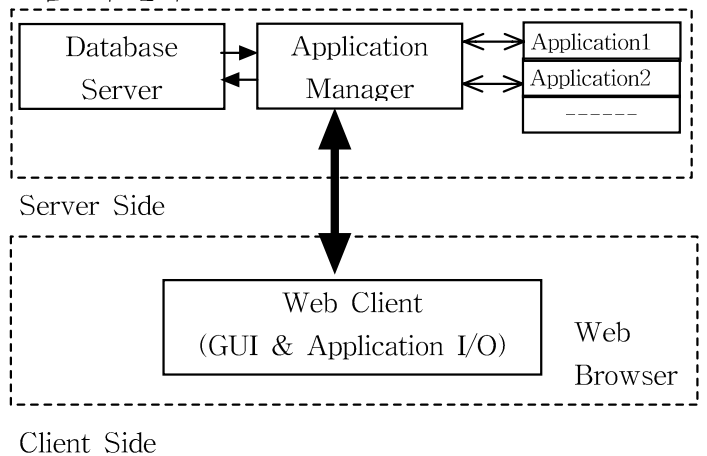 Database
Server
Application
Manager
Application1
Application2
------
Server Side
Web Client
(GUI & Application I/O)
Web
Browser
Client Side